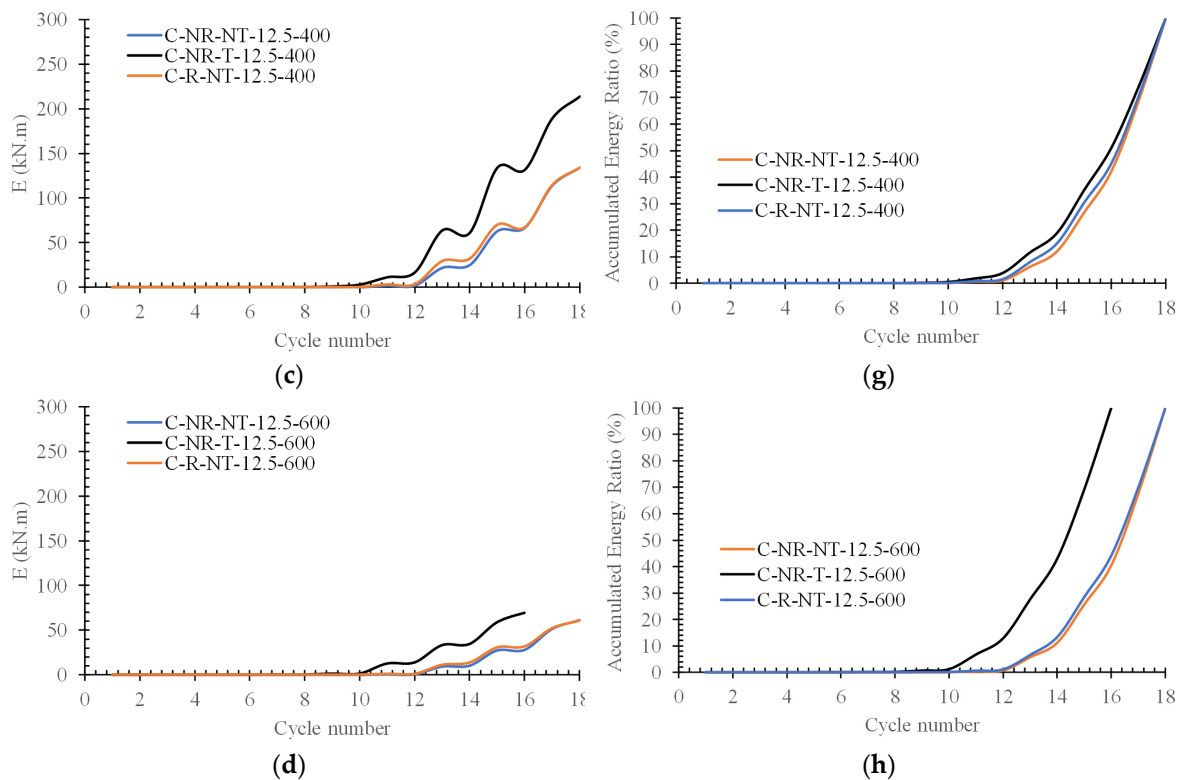 300
250
200
150
100
50
0
E (kN.m)
C-NR-NT-12.5-400
C-NR-T-12.5-400
C-R-NT-12.5-400
0 2 4 6 8 10 12 14 16 18
Cycle number
(c)
100
90
80
70
60
50
40
30
20
10
0
Accumulated Energy Ratio (%)
C-NR-NT-12.5-400
C-NR-T-12.5-400
C-R-NT-12.5-400
0 2 4 6 8 10 12 14 16 18
Cycle number
(g)
300
250
200
150
100
50
0
E (kN.m)
C-NR-NT-12.5-600
C-NR-T-12.5-600
C-R-NT-12.5-600
0 2 4 6 8 10 12 14 16 18
Cycle number
(d)
100
90
80
70
60
50
40
30
20
10
0
Accumulated Energy Ratio (%)
C-NR-NT-12.5-600
C-NR-T-12.5-600
C-R-NT-12.5-600
0 2 4 6 8 10 12 14 16 18
Cycle number
(h)